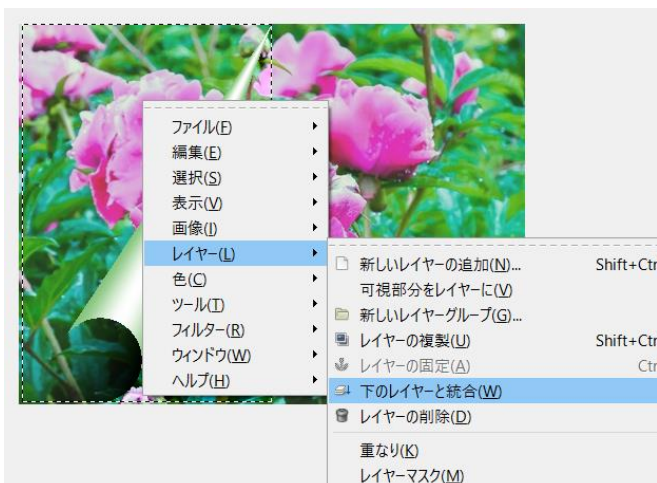 ファイル(F)
編集(E)
選択(S)
表示(V)
画像(I)
レイヤー(L)
色(C)
ツール(T)
フィルター(R)
ウィンドウ(W)
ヘルプ(H)
新しいレイヤーの追加(N)... Shift+Ctr
可視部分をレイヤーに(V)
新しいレイヤーグループ(G)...
レイヤーの複製(U) Shift+Ctr
レイヤーの固定(A) Ctr
下のレイヤーと統合(W)
レイヤーの削除(D)
重なり(K)
レイヤーマスク(M)